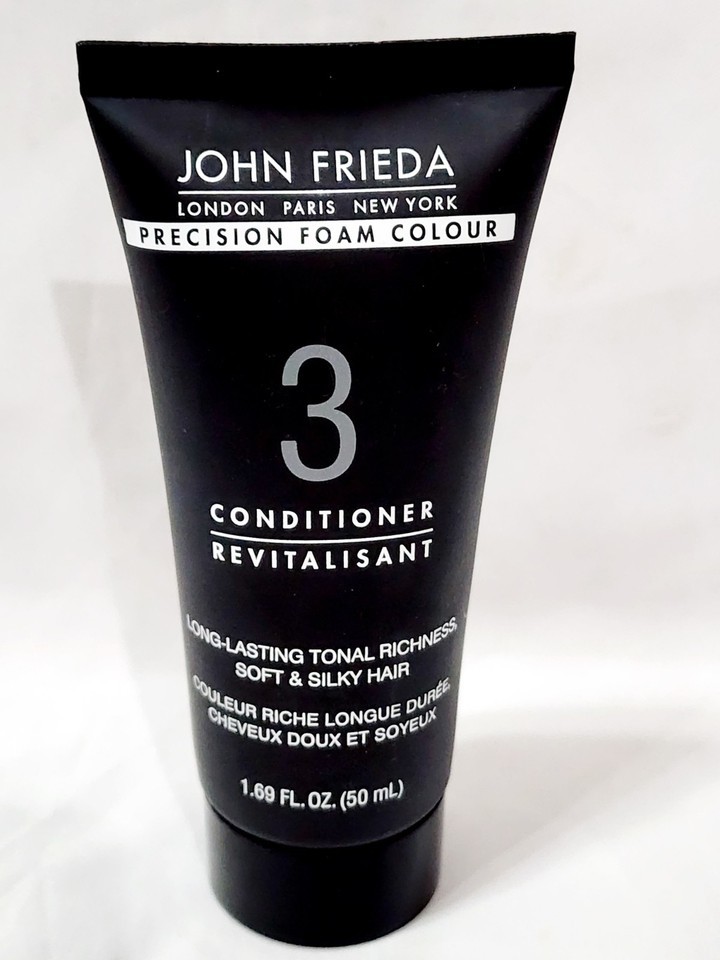 JOHN FRIEDA
LONDON PARIS NEW YORK
PRECISION FOAM COLOUR
3
CONDITIONER
REVITALISANT
LONG-LASTING TONAL RICHNESS,
SOFT & SILKY HAIR
COULEUR RICHE LONGUE DURÉE,
CHEVEUX DOUX ET SOYEUX
1.69 FL. OZ. (50 mL)